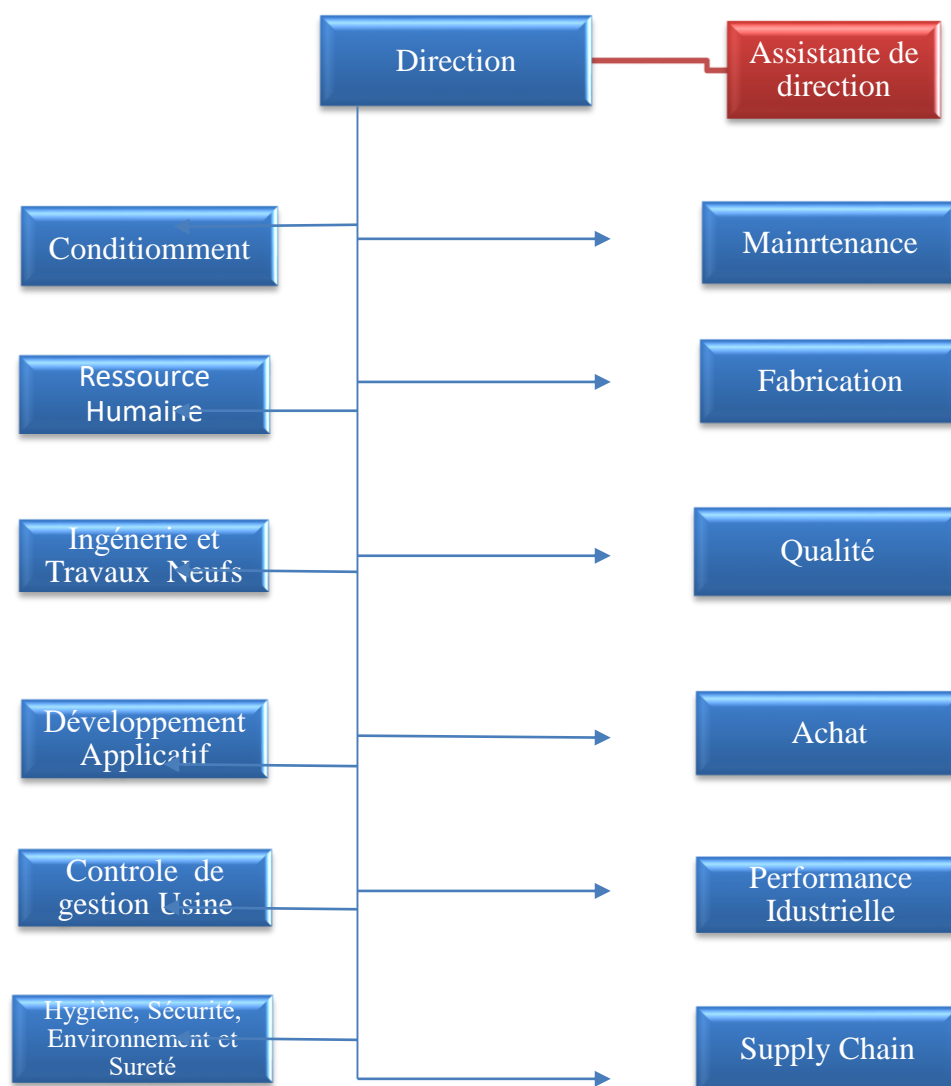 Direction
Assistante de
direction
Conditiomment
Mainrtenance
Ressource
Humaine
Fabrication
Ingénerie et
Travaux Neufs
Qualité
Développement
Applicatif
Achat
Controle de
gestion Usine
Performance
Idustrielle
Hygiène, Sécurité,
Environnement et
Sureté
Supply Chain